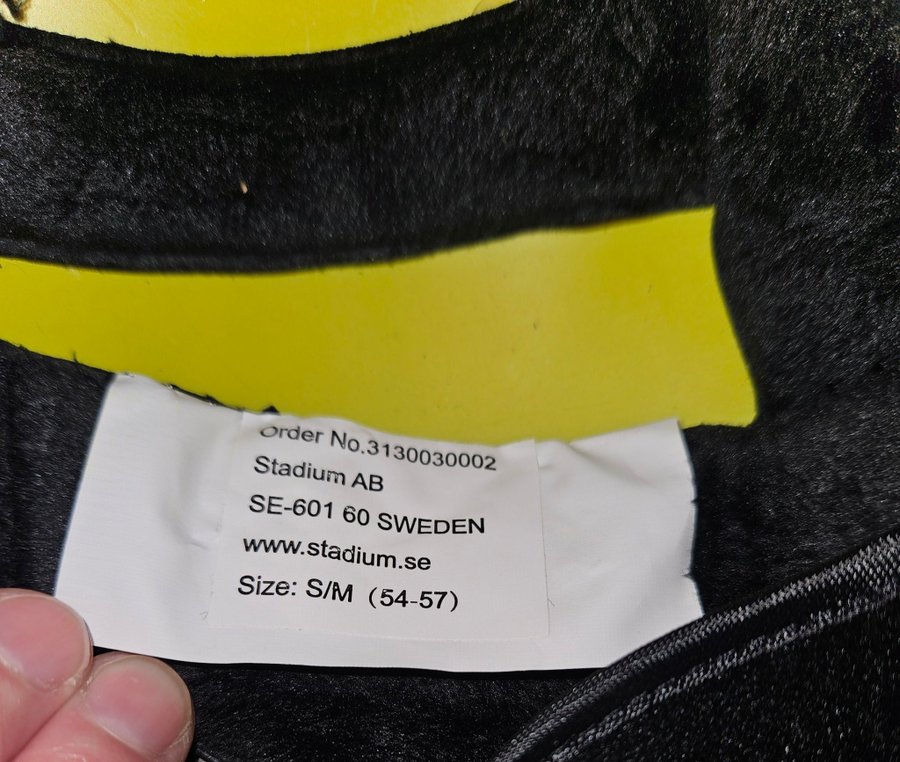 Order No.3130030002
Stadium AB
SE-601 60 SWEDEN
www.stadium.se
Size: S/M (54-57)